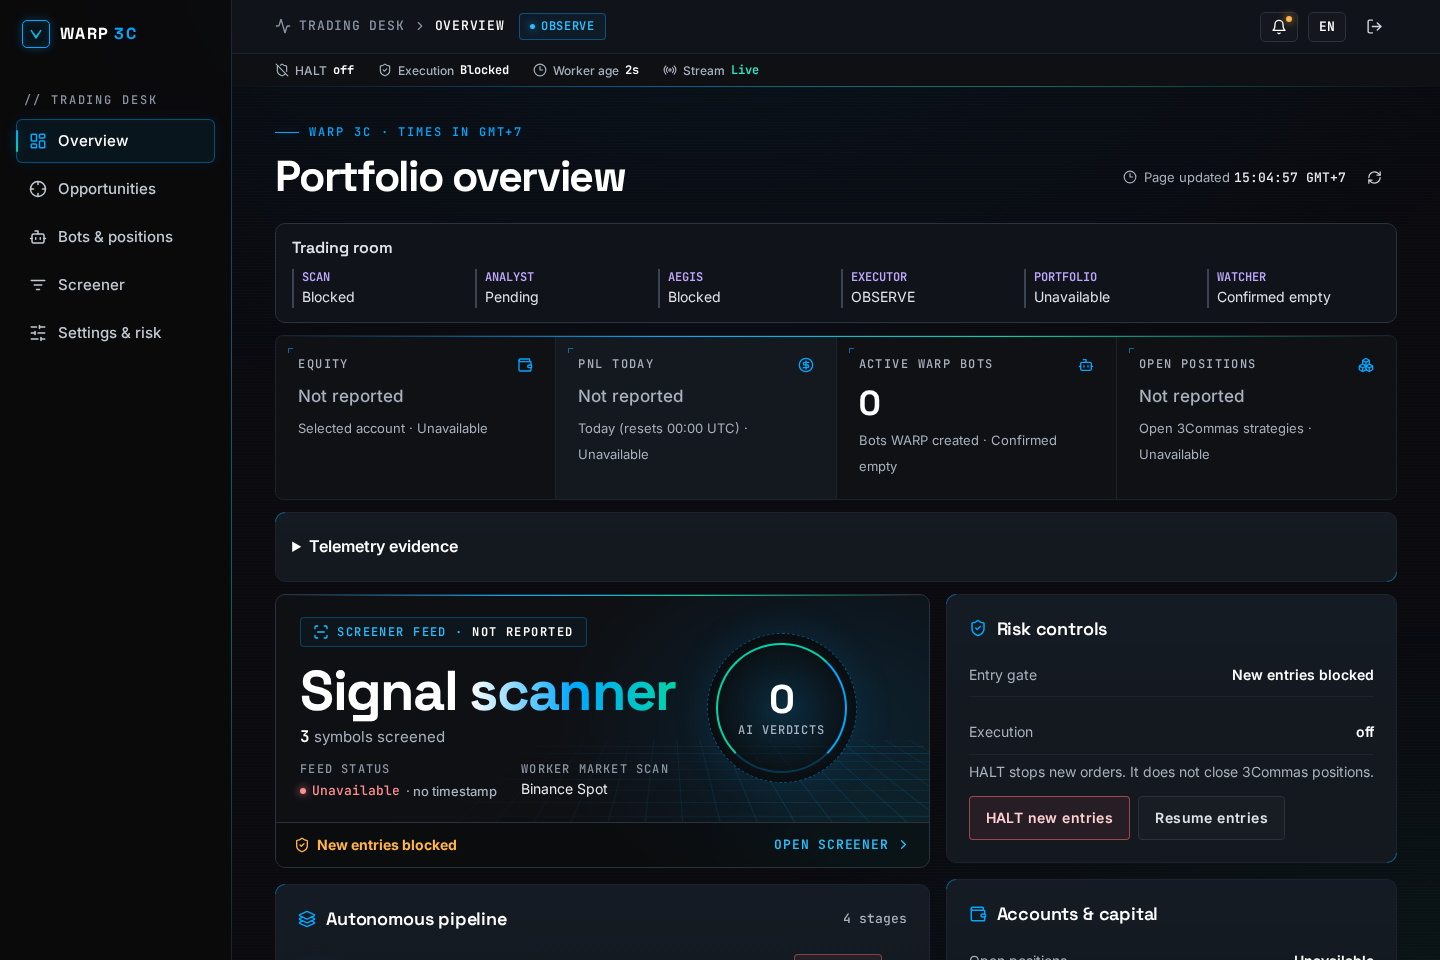 WARP 3C
TRADING DESK > OVERVIEW
OBSERVE
EN
HALT off
Execution Blocked
Worker age 2s
Stream Live
// TRADING DESK
Overview
Opportunities
Bots & positions
Screener
Settings & risk
WARP 3C · TIMES IN GMT+7
Portfolio overview
Page updated 15:04:57 GMT+7
Trading room
SCAN
Blocked
ANALYST
Pending
AEGIS
Blocked
EXECUTOR
OBSERVE
PORTFOLIO
Unavailable
WATCHER
Confirmed empty
EQUITY
Not reported
Selected account · Unavailable
PNL TODAY
Not reported
Today (resets 00:00 UTC) ·
Unavailable
ACTIVE WARP BOTS
0
Bots WARP created · Confirmed
empty
OPEN POSITIONS
Not reported
Open 3Commas strategies ·
Unavailable
Telemetry evidence
SCREENER FEED · NOT REPORTED
Signal scanner
3 symbols screened
FEED STATUS
Unavailable · no timestamp
WORKER MARKET SCAN
Binance Spot
0
AI VERDICTS
New entries blocked
OPEN SCREENER
Risk controls
Entry gate
New entries blocked
Execution
off
HALT stops new orders. It does not close 3Commas positions.
HALT new entries
Resume entries
Autonomous pipeline
4 stages
Accounts & capital
Open positions
Unavailable